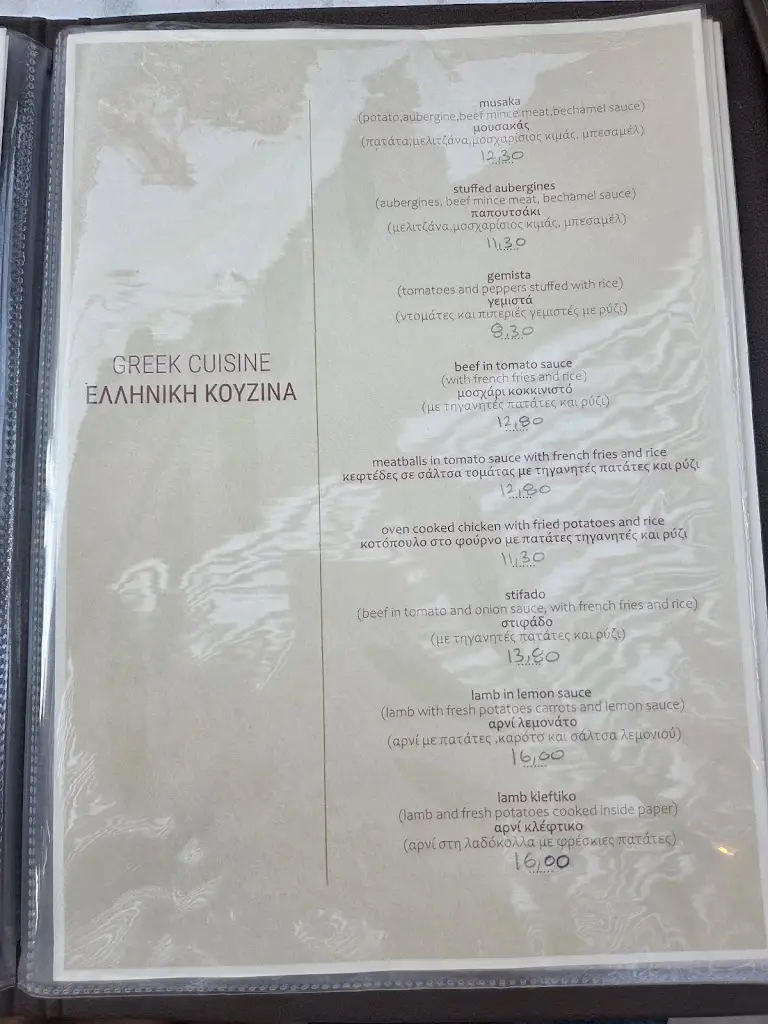 GREEK CUISINE
ΕΛΛΗΝΙΚΗ ΚΟΥΖΙΝΑ
musaka
(potato,aubergine,beef mince meat,bechamel sauce)
μουσακάς
(πατάτα,μελιτζάνα,μοσχαρίσιος κιμάς, μπεσαμέλ)
12,30
stuffed aubergines
(aubergines, beef mince meat, bechamel sauce)
παπουτσάκι
(μελιτζάνα,μοσχαρίσιος κιμάς, μπεσαμέλ)
11,30
gemista
(tomatoes and peppers stuffed with rice)
γεμιστά
(ντομάτες και πιπεριές γεμιστές με ρύζι)
8,30
beef in tomato sauce
(with french fries and rice)
μοσχάρι κοκκινιστό
(με τηγανητές πατάτες και ρύζι)
12,80
meatballs in tomato sauce with french fries and rice
κεφτέδες σε σάλτσα τομάτας με τηγανητές πατάτες και ρύζι
12,80
oven cooked chicken with fried potatoes and rice
κοτόπουλο στο φούρνο με πατάτες τηγανητές και ρύζι
11,30
stifado
(beef in tomato and onion sauce, with french fries and rice)
στιφάδο
(με τηγανητές πατάτες και ρύζι)
13,80
lamb in lemon sauce
(lamb with fresh potatoes carrots and lemon sauce)
αρνί λεμονάτο
(αρνί με πατάτες ,καρότο και σάλτσα λεμονιού)
16,00
lamb kleftiko
(lamb and fresh potatoes cooked inside paper)
αρνί κλέφτικο
(αρνί στη λαδόκολλα με φρέσκιες πατάτες)
16,00